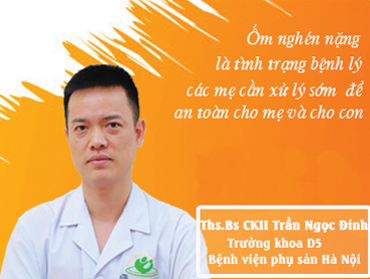 Ốm nghén nặng
là tình trạng bệnh lý
các mẹ cần xử lý sớm để
an toàn cho mẹ và cho con
Ths.Bs CKII Trần Ngọc Đính
Trưởng khoa D5
Bệnh viện phụ sản Hà Nội